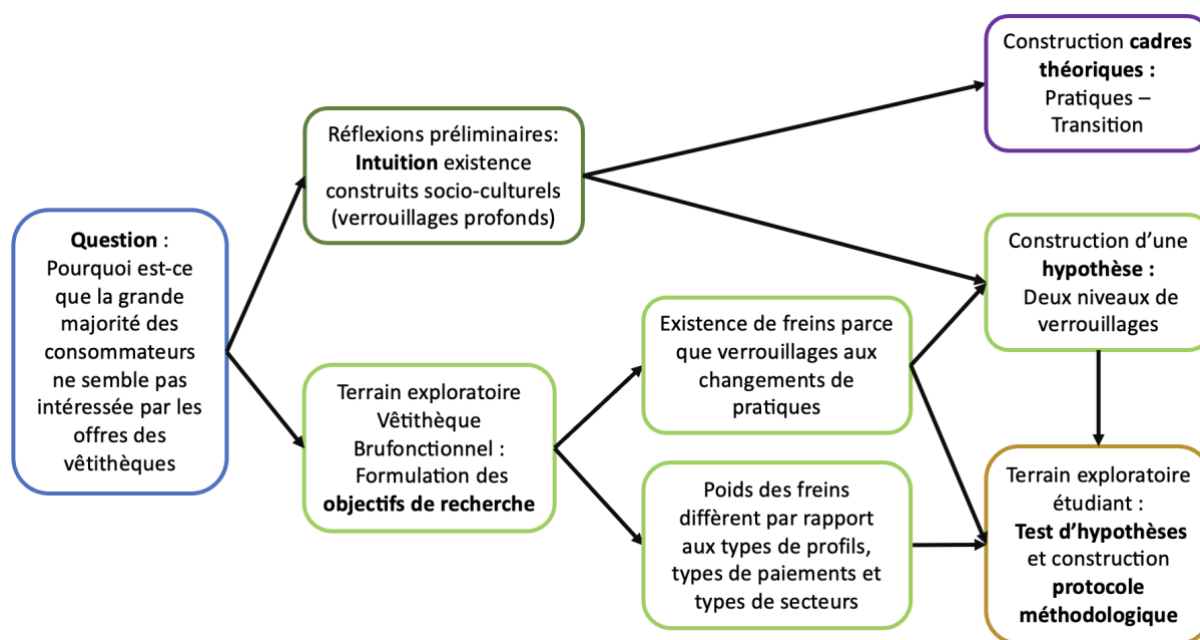 Question :
Pourquoi est-ce
que la grande
majorité des
consommateurs
ne semble pas
intéressée par les
offres des
vêtithèques
Réflexions préliminaires:
Intuition existence
construits socio-culturels
(verrouillages profonds)
Terrain exploratoire
Vêtithèque
Brufonctionnel :
Formulation des
objectifs de recherche
Existence de freins parce
que verrouillages aux
changements de
pratiques
Poids des freins
diffèrent par rapport
aux types de profils,
types de paiements et
types de secteurs
Construction cadres
théoriques :
Pratiques –
Transition
Construction d’une
hypothèse :
Deux niveaux de
verrouillages
Terrain exploratoire
étudiant :
Test d’hypothèses
et construction
protocole
méthodologique